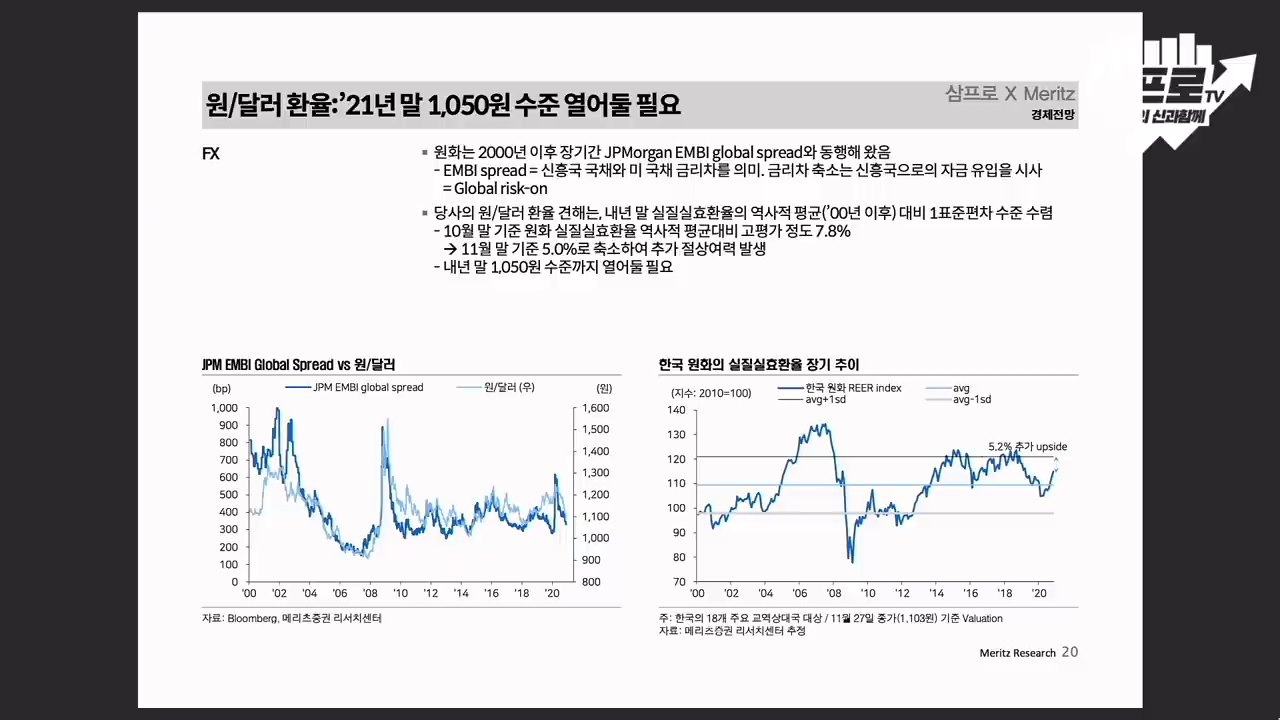 원/달러 환율:’21년 말 1,050원 수준 열어둘 필요
삼프로 X Meritz
경제전망
프로TV
의 신과함께
FX
▪ 원화는 2000년 이후 장기간 JPMorgan EMBI global spread와 동행해 왔음
- EMBI spread = 신흥국 국채와 미 국채 금리차를 의미. 금리차 축소는 신흥국으로의 자금 유입을 시사
= Global risk-on
▪ 당사의 원/달러 환율 견해는, 내년 말 실질실효환율의 역사적 평균(’00년 이후) 대비 1표준편차 수준 수렴
- 10월 말 기준 원화 실질실효환율 역사적 평균대비 고평가 정도 7.8%
→ 11월 말 기준 5.0%로 축소하여 추가 절상여력 발생
- 내년 말 1,050원 수준까지 열어둘 필요
JPM EMBI Global Spread vs 원/달러
(bp)
JPM EMBI global spread
원/달러 (우)
(원)
1,000
900
800
700
600
500
400
300
200
100
0
1,600
1,500
1,400
1,300
1,200
1,100
1,000
900
800
'00 '02 '04 '06 '08 '10 '12 '14 '16 '18 '20
자료: Bloomberg, 메리츠증권 리서치센터
한국 원화의 실질실효환율 장기 추이
(지수: 2010=100)
한국 원화 REER index
avg
avg+1sd
avg-1sd
140
130
120
110
100
90
80
70
5.2% 추가 upside
'00 '02 '04 '06 '08 '10 '12 '14 '16 '18 '20
주: 한국의 18개 주요 교역상대국 대상 / 11월 27일 종가(1,103원) 기준 Valuation
자료: 메리츠증권 리서치센터 추정
Meritz Research 20